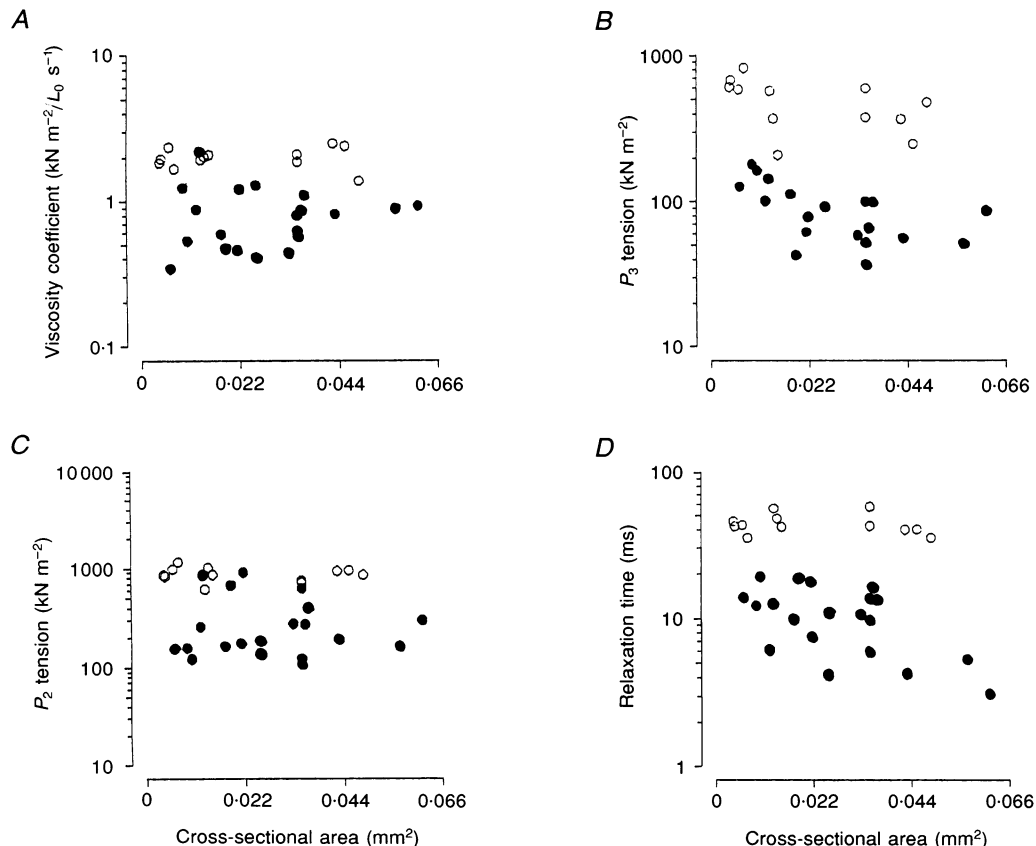 A
Viscosity coefficient (kN m⁻²/L₀ s⁻¹)
10
1
0·1
0
0·022
0·044
0·066
B
P₃ tension (kN m⁻²)
1000
100
10
0
0·022
0·044
0·066
C
P₂ tension (kN m⁻²)
10 000
1000
100
10
0
0·022
0·044
0·066
Cross-sectional area (mm²)
D
Relaxation time (ms)
100
10
1
0
0·022
0·044
0·066
Cross-sectional area (mm²)